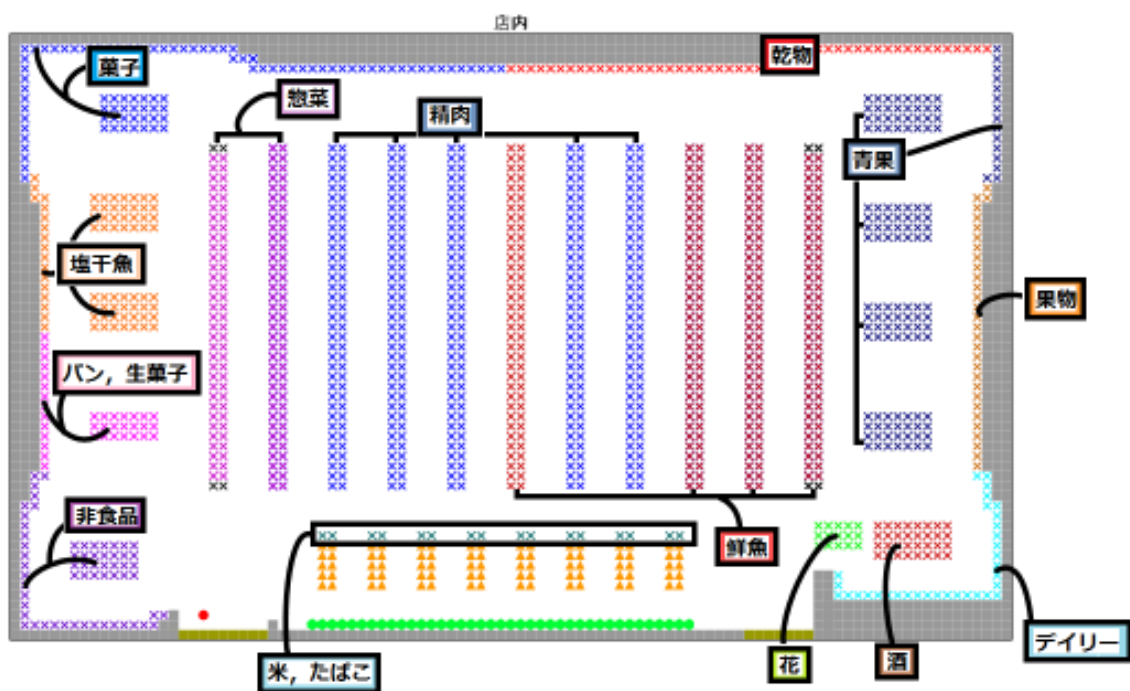 店内
乾物
菓子
惣菜
精肉
青果
塩干魚
果物
パン，生菓子
非食品
鮮魚
デイリー
米，たばこ
花
酒